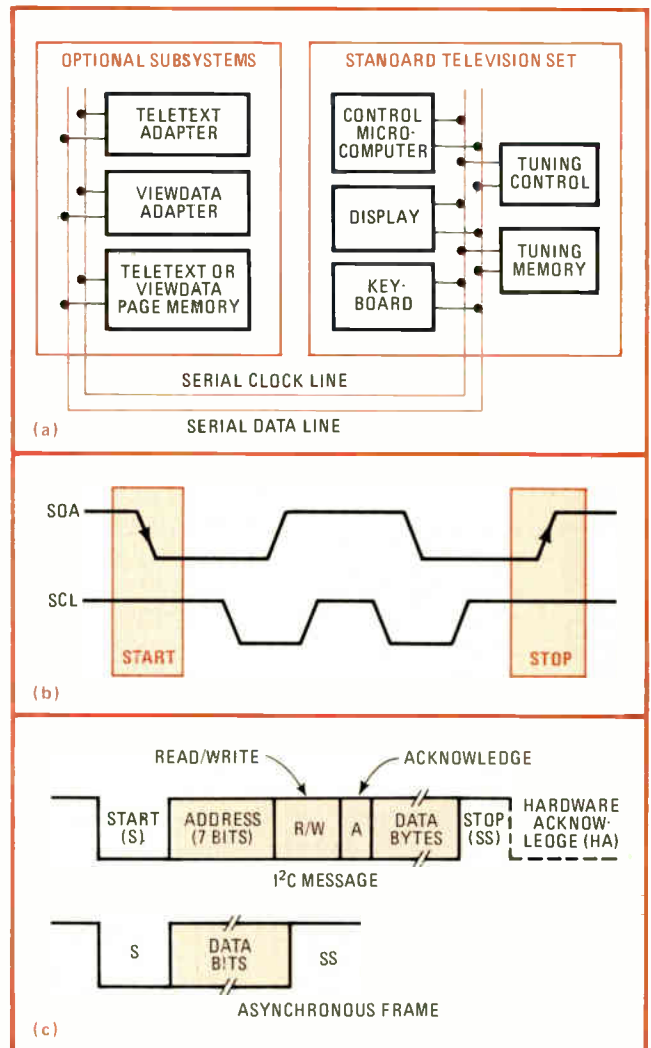 OPTIONAL SUBSYSTEMS
TELETEXT
ADAPTER
VIEWDATA
ADAPTER
TELETEXT OR
VIEWDATA
PAGE MEMORY
STANDARD TELEVISION SET
CONTROL
MICRO-
COMPUTER
DISPLAY
KEY-
BOARD
TUNING
CONTROL
TUNING
MEMORY
SERIAL CLOCK LINE
SERIAL DATA LINE
(a)
SDA
SCL
START
STOP
(b)
READ/WRITE
ACKNOWLEDGE
START
(S)
ADDRESS
(7 BITS)
R/W
A
DATA
BYTES
STOP
(SS)
HARDWARE
ACKNOW-
LEDGE (HA)
I²C MESSAGE
S
DATA
BITS
SS
ASYNCHRONOUS FRAME
(c)